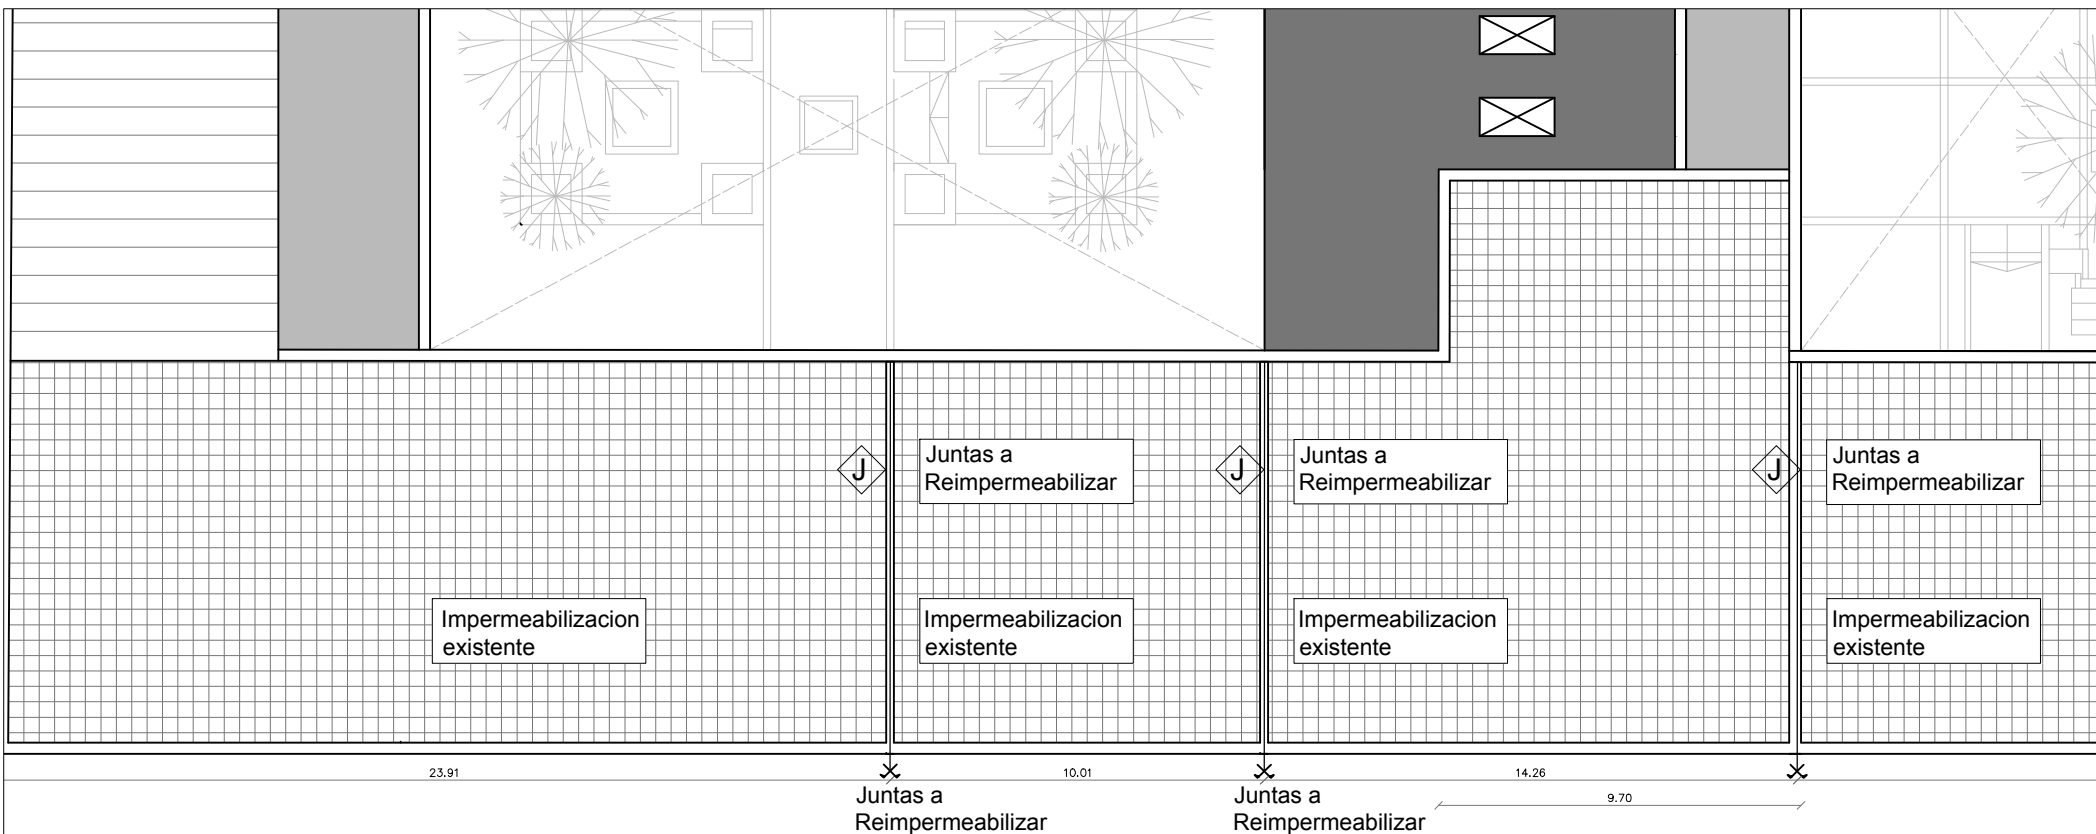 J
Juntas a
Reimpermeabilizar
J
Juntas a
Reimpermeabilizar
J
Juntas a
Reimpermeabilizar
Impermeabilizacion
existente
Impermeabilizacion
existente
Impermeabilizacion
existente
Impermeabilizacion
existente
23.91
10.01
14.26
9.70
Juntas a
Reimpermeabilizar
Juntas a
Reimpermeabilizar